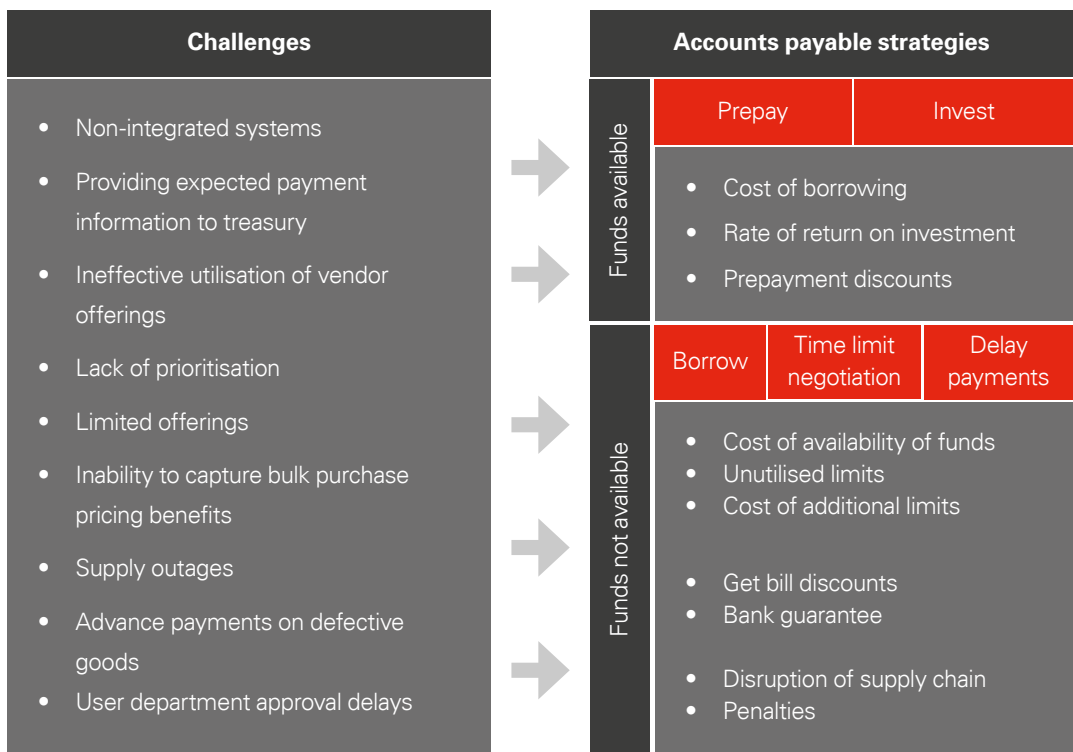 Challenges
• Non-integrated systems
• Providing expected payment
information to treasury
• Ineffective utilisation of vendor
offerings
• Lack of prioritisation
• Limited offerings
• Inability to capture bulk purchase
pricing benefits
• Supply outages
• Advance payments on defective
goods
• User department approval delays
Accounts payable strategies
Funds available
Prepay
Invest
• Cost of borrowing
• Rate of return on investment
• Prepayment discounts
Funds not available
Borrow
Time limit
negotiation
Delay
payments
• Cost of availability of funds
• Unutilised limits
• Cost of additional limits
• Get bill discounts
• Bank guarantee
• Disruption of supply chain
• Penalties